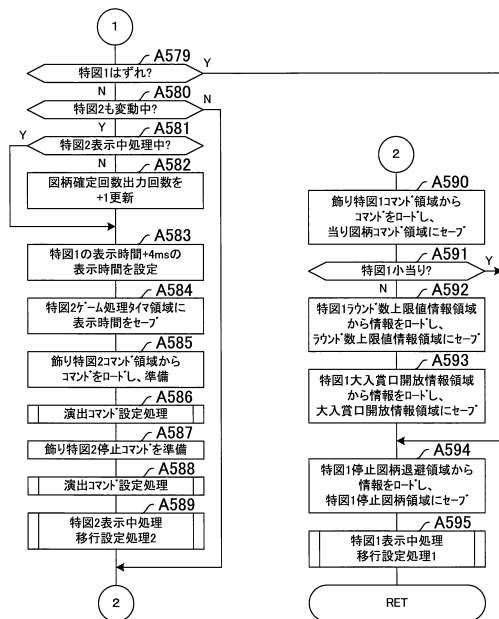 1
A579
特図1はずれ?
Y
N
A580
特図2も変動中?
N
Y
A581
特図2表示中処理中?
Y
N
A582
図柄確定回数出力回数を
+1更新
A583
特図1の表示時間+4msの
表示時間を設定
A584
特図2ゲーム処理タイマ領域に
表示時間をセーブ
A585
飾り特図2コマンド領域から
コマンドをロードし、準備
A586
演出コマンド設定処理
A587
飾り特図2停止コマンドを準備
A588
演出コマンド設定処理
A589
特図2表示中処理
移行設定処理2
2
2
A590
飾り特図1コマンド領域から
コマンドをロードし、
当り図柄コマンド領域にセーブ
A591
特図1小当り?
Y
N
A592
特図1ラウンド数上限値情報領域
から情報をロードし、
ラウンド数上限値情報領域にセーブ
A593
特図1大入賞口開放情報領域
から情報をロードし、
大入賞口開放情報領域にセーブ
A594
特図1停止図柄退避領域から
情報をロードし、
特図1停止図柄領域にセーブ
A595
特図1表示中処理
移行設定処理1
RET